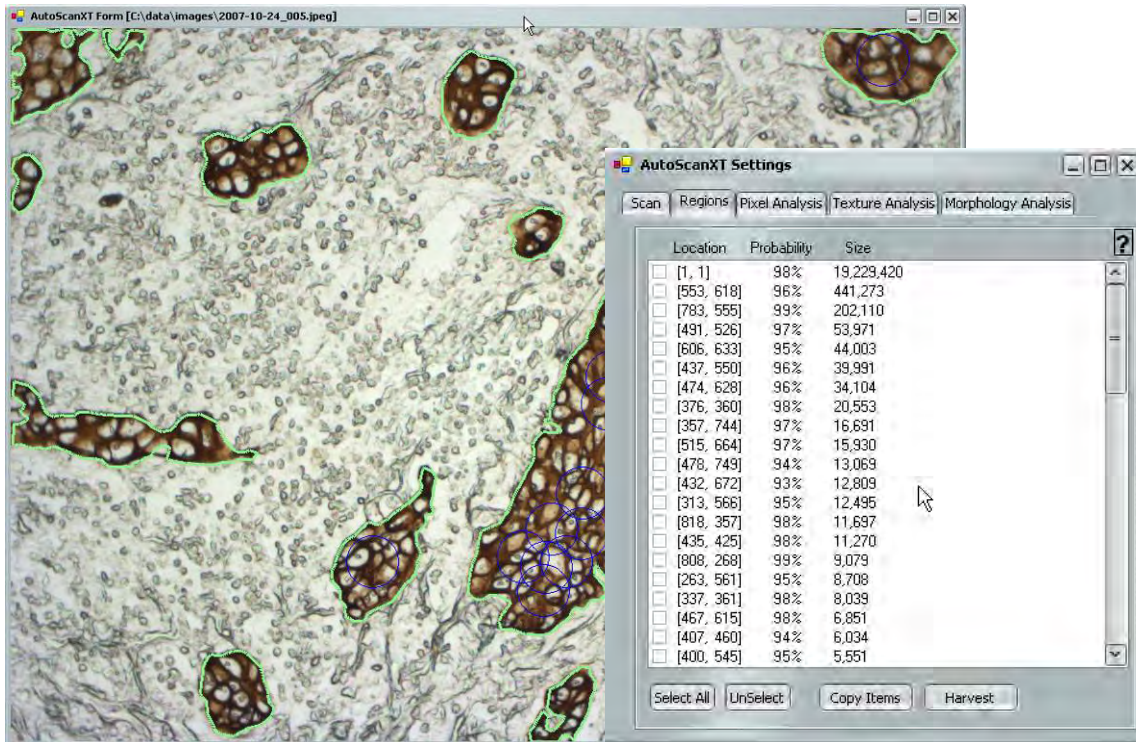 AutoScanXT Form [C:\data\images\2007-10-24_005.jpeg]
AutoScanXT Settings
Scan Regions Pixel Analysis Texture Analysis Morphology Analysis
?
Location Probability Size
[1, 1] 98% 19,229,420
[553, 618] 96% 441,273
[783, 555] 99% 202,110
[491, 526] 97% 53,971
[606, 633] 95% 44,003
[437, 550] 96% 39,991
[474, 628] 96% 34,104
[376, 360] 98% 20,553
[357, 744] 97% 16,691
[515, 664] 97% 15,930
[478, 749] 94% 13,069
[432, 672] 93% 12,809
[313, 566] 95% 12,495
[818, 357] 98% 11,697
[435, 425] 98% 11,270
[808, 268] 99% 9,079
[263, 561] 95% 8,708
[337, 361] 98% 8,039
[467, 615] 98% 6,851
[407, 460] 94% 6,034
[400, 545] 95% 5,551
Select All UnSelect Copy Items Harvest